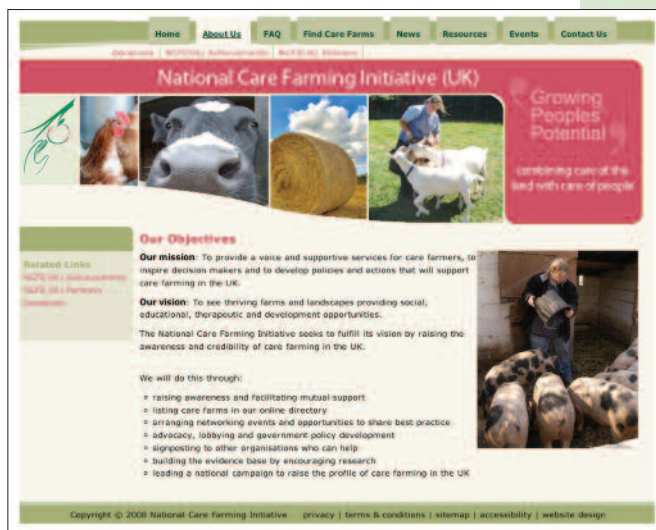 Home About Us FAQ Find Care Farms News Resources Events Contact Us
National Care Farming Initiative (UK)
Growing
Peoples
Potential
combining care of the
land with care of people
Related Links
Our Objectives
Our mission: To provide a voice and supportive services for care farmers, to
inspire decision makers and to develop policies and actions that will support
care farming in the UK.
Our vision: To see thriving farms and landscapes providing social,
educational, therapeutic and development opportunities.
The National Care Farming Initiative seeks to fulfill its vision by raising the
awareness and credibility of care farming in the UK.
We will do this through:
raising awareness and facilitating mutual support
listing care farms in our online directory
arranging networking events and opportunities to share best practice
advocacy, lobbying and government policy development
signposting to other organisations who can help
building the evidence base by encouraging research
leading a national campaign to raise the profile of care farming in the UK
Copyright © 2008 National Care Farming Initiative privacy | terms & conditions | sitemap | accessibility | website design